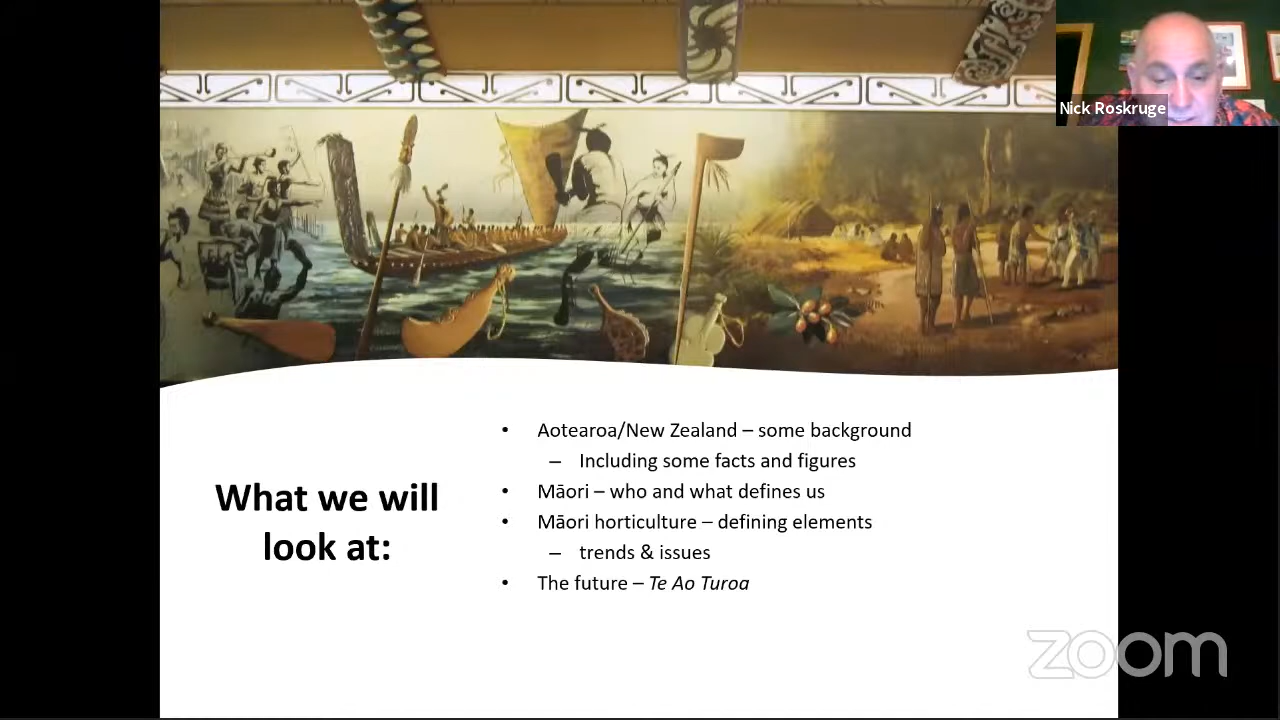 Nick Roskruge
What we will
look at:
• Aotearoa/New Zealand – some background
– Including some facts and figures
• Māori – who and what defines us
• Māori horticulture – defining elements
– trends & issues
• The future – Te Ao Turoa
zoom